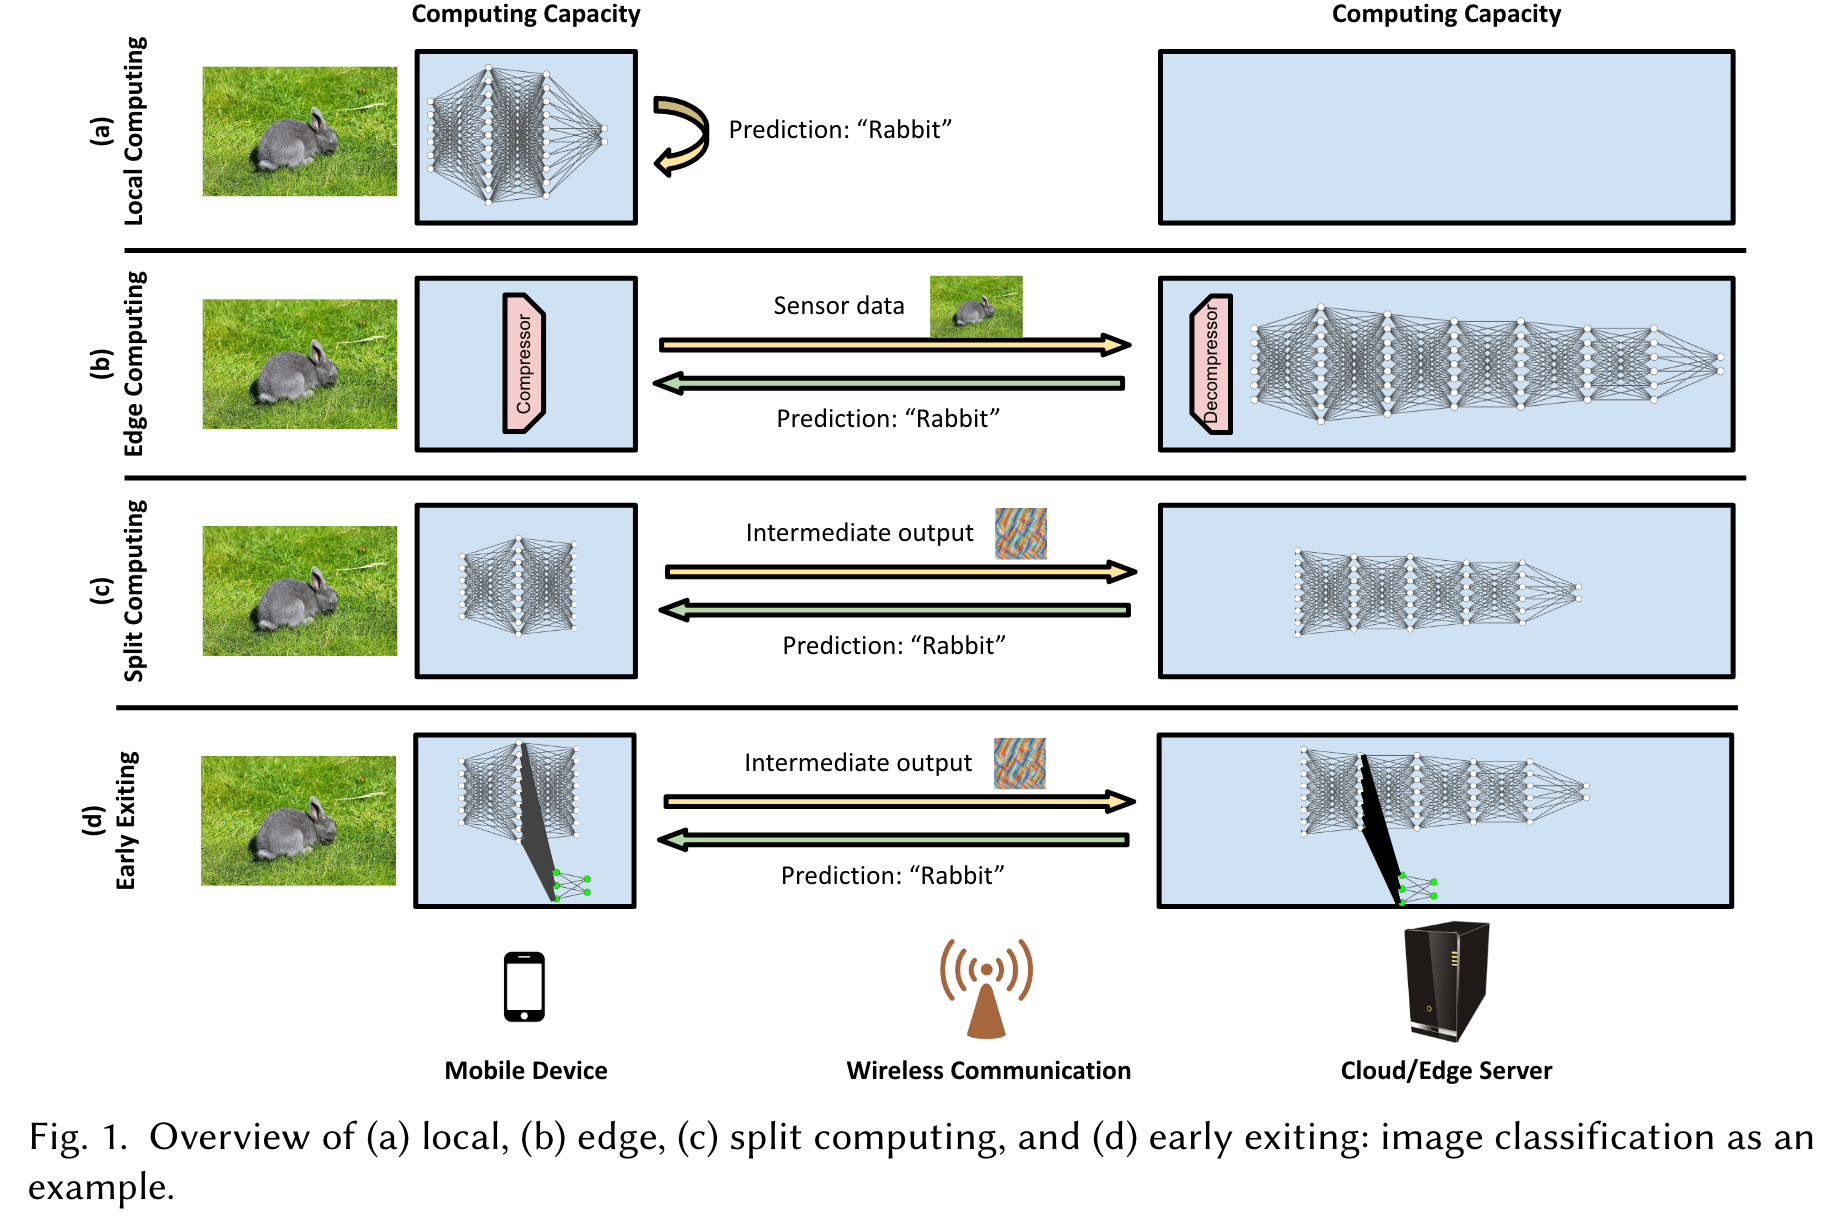 Computing Capacity
Computing Capacity
(a)
Local Computing
Prediction: “Rabbit”
(b)
Edge Computing
Compressor
Sensor data
Prediction: “Rabbit”
Decompressor
(c)
Split Computing
Intermediate output
Prediction: “Rabbit”
(d)
Early Exiting
Intermediate output
Prediction: “Rabbit”
Mobile Device
Wireless Communication
Cloud/Edge Server
Fig. 1. Overview of (a) local, (b) edge, (c) split computing, and (d) early exiting: image classification as an
example.